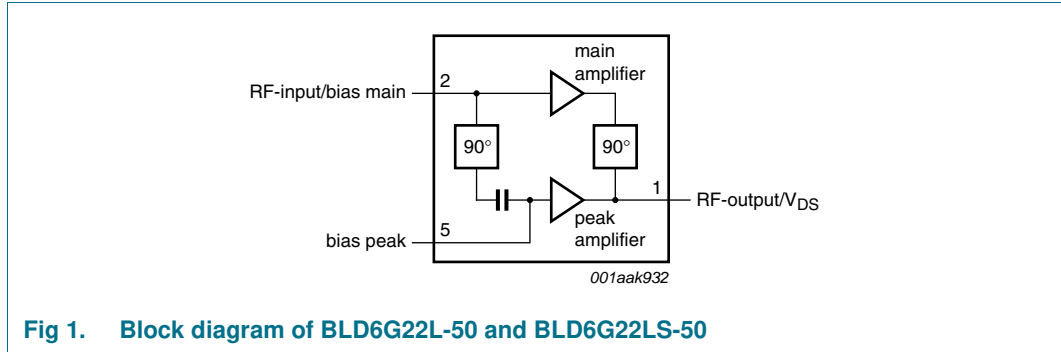 main
amplifier
2
RF-input/bias main
90°
90°
1
RF-output/VDS
peak
amplifier
5
bias peak
001aak932
Fig 1. Block diagram of BLD6G22L-50 and BLD6G22LS-50